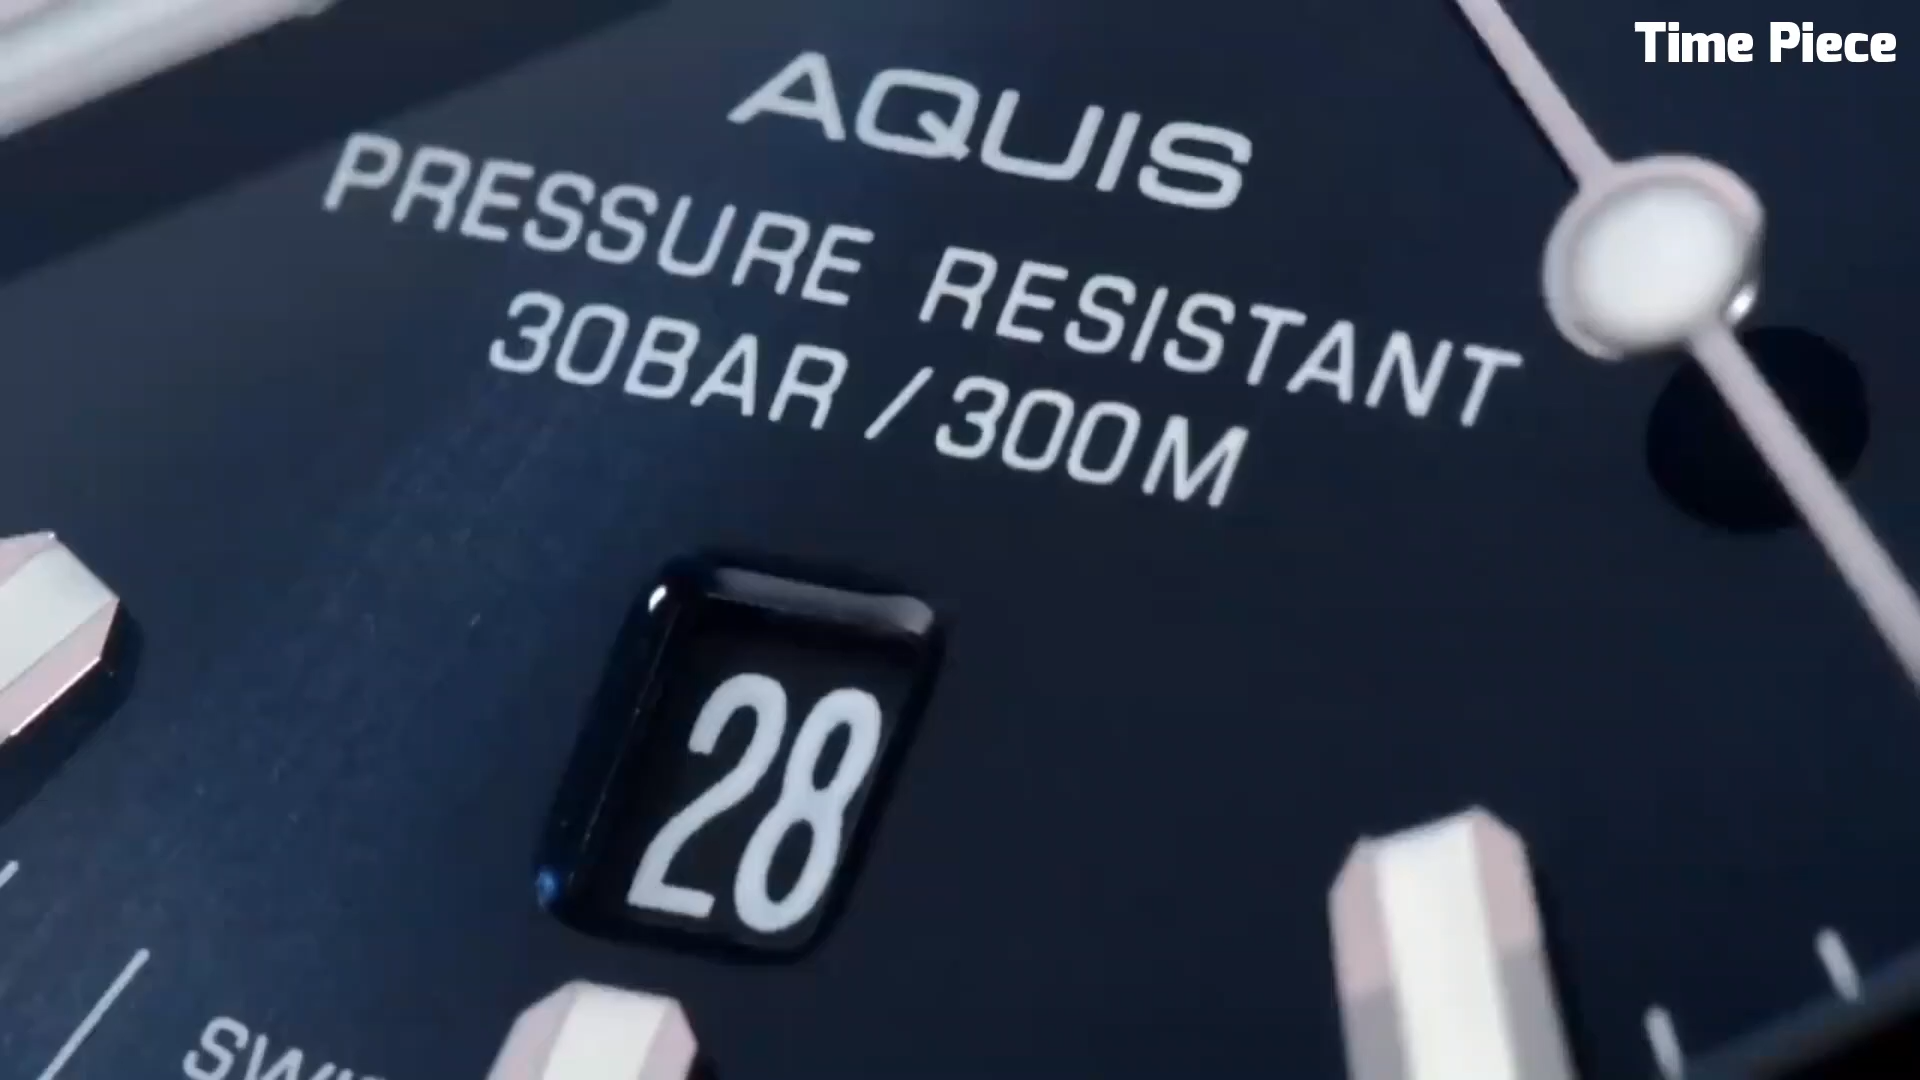 Time Piece
AQUIS
PRESSURE RESISTANT
30BAR / 300M
28